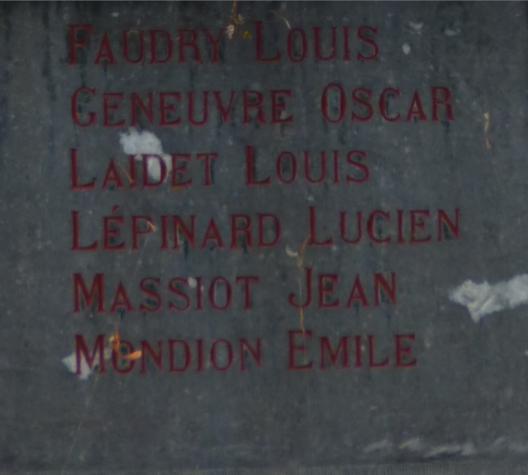 FAUDRY LOUIS
GENEUVRE OSCAR
LAIDET LOUIS
LÉPINARD LUCIEN
MASSIOT JEAN
MONDION EMILE